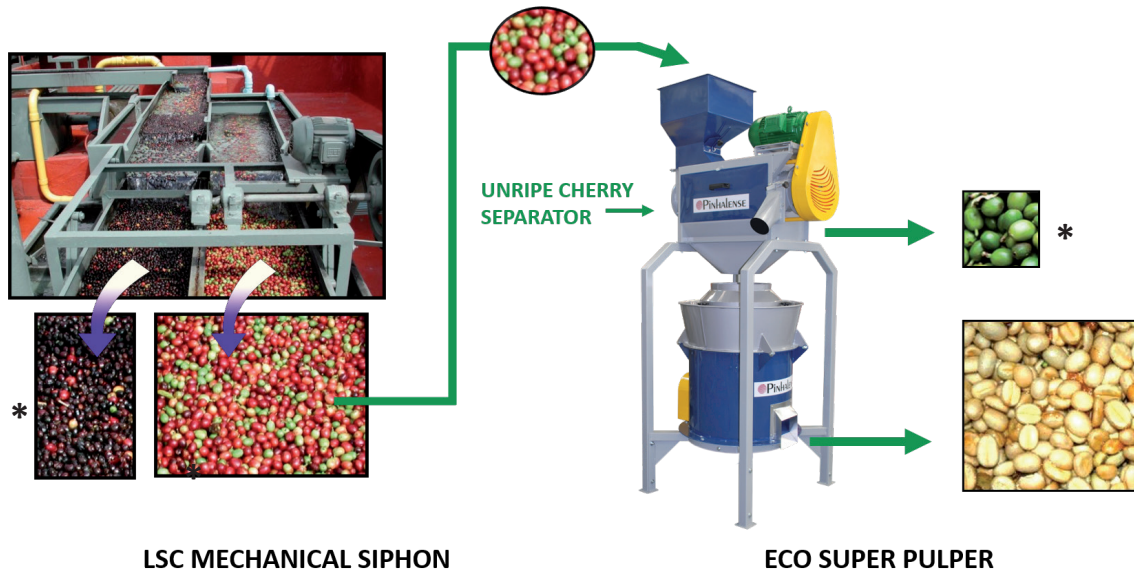 UNRIPE CHERRY
SEPARATOR
PINHALENSE
*
*
PINHALENSE
LSC MECHANICAL SIPHON
ECO SUPER PULPER